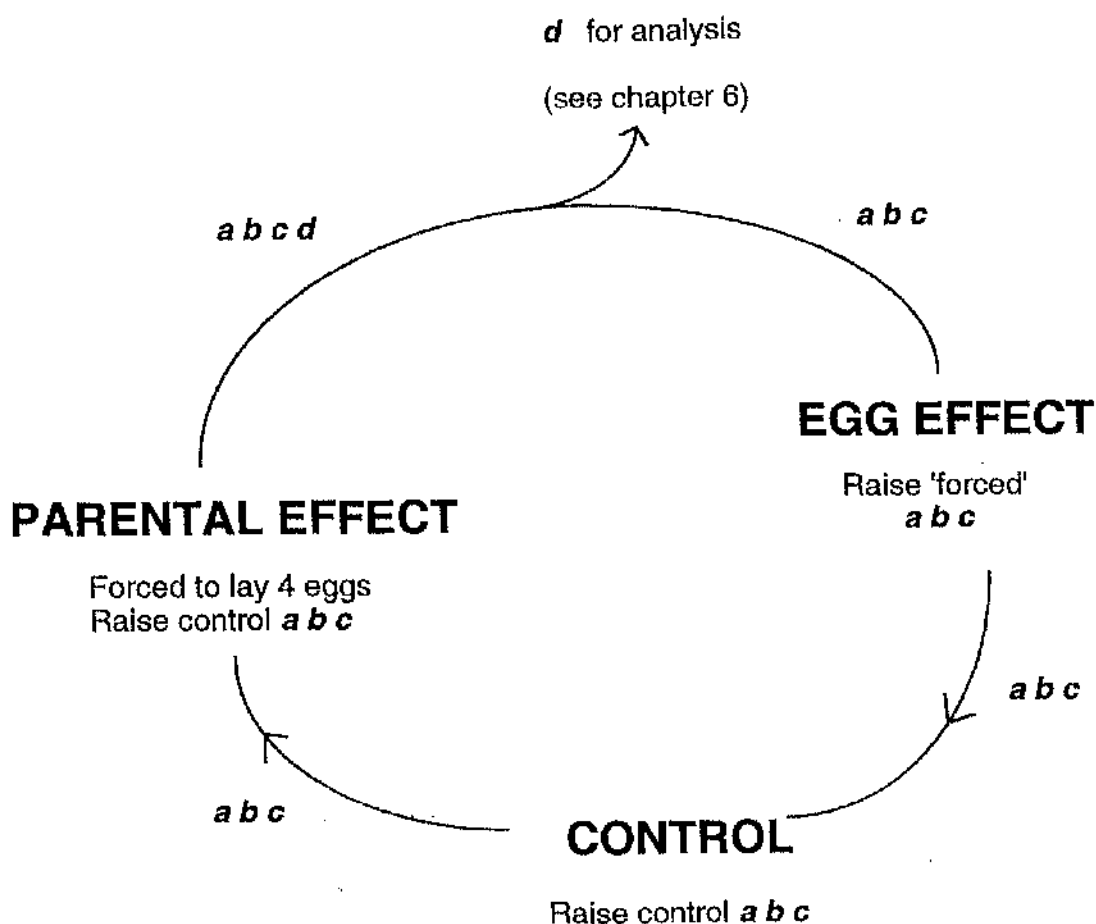 d for analysis
(see chapter 6)
a b c d
a b c
EGG EFFECT
Raise 'forced'
a b c
PARENTAL EFFECT
Forced to lay 4 eggs
Raise control a b c
a b c
a b c
CONTROL
Raise control a b c